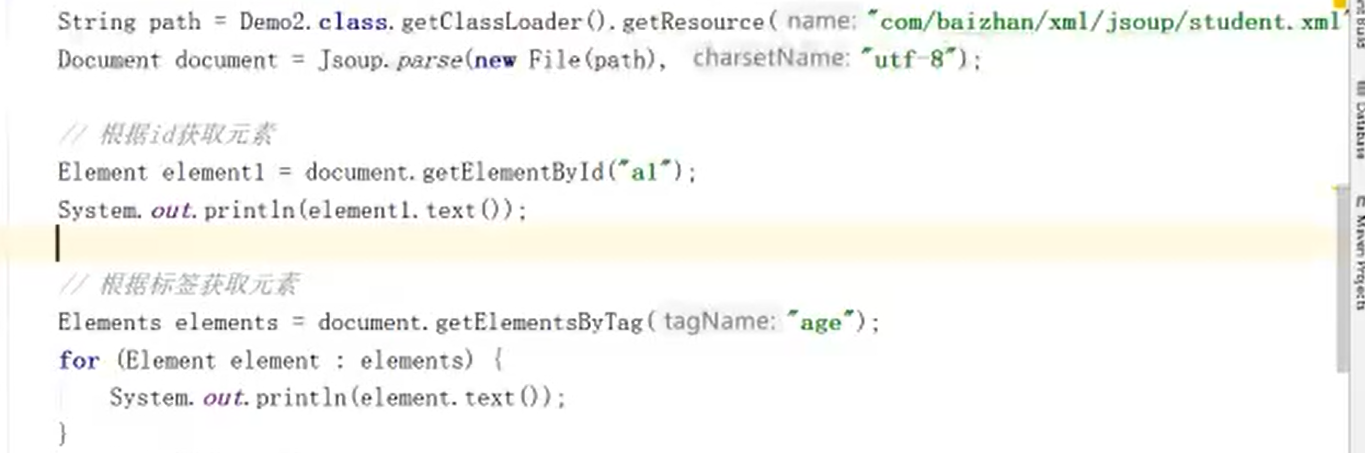 String path = Demo2.class.getClassLoader().getResource( name: "com/baizhan/xml/jsoup/student.xml"
Document document = Jsoup.parse(new File(path),  charsetName: "utf-8");
// 根据id获取元素
Element element1 = document.getElementById("a1");
System.out.println(element1.text());
// 根据标签获取元素
Elements elements = document.getElementsByTag( tagName: "age");
for (Element element : elements) {
    System.out.println(element.text());
}
Database
Maven Projects